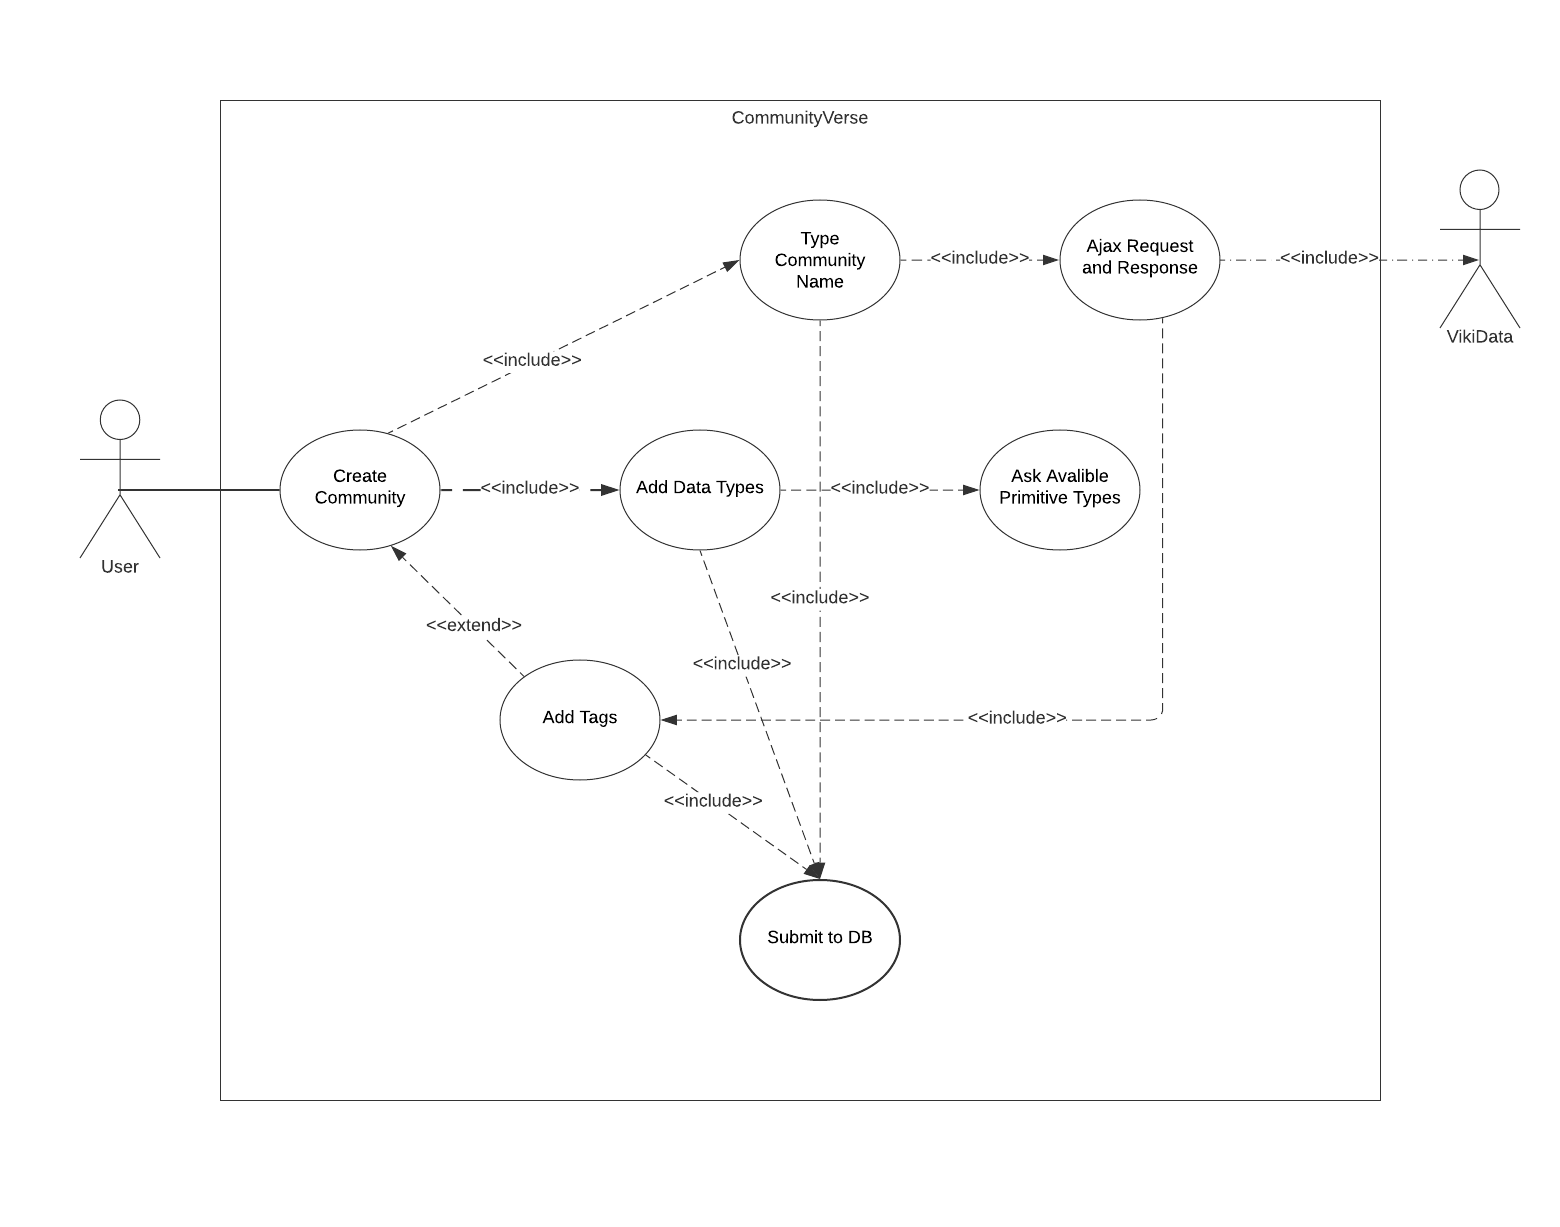 CommunityVerse
Type
Community
Name
<<include>>
Ajax Request
and Response
<<include>>
VikiData
<<include>>
User
Create
Community
<<include>>
Add Data Types
<<include>>
Ask Avalible
Primitive Types
<<include>>
<<extend>>
<<include>>
Add Tags
<<include>>
<<include>>
Submit to DB